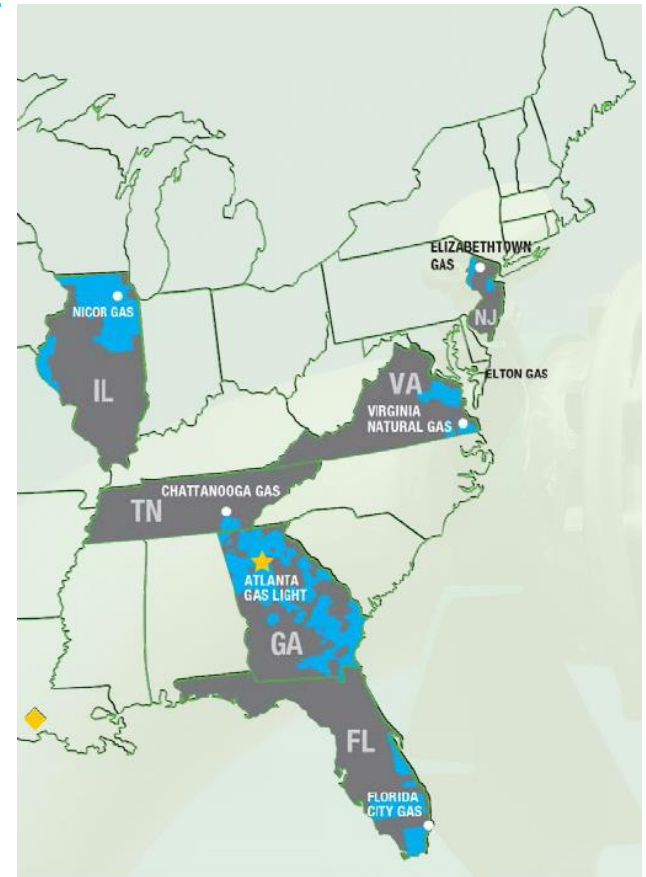 ELIZABETHTOWN
GAS
NICOR GAS
NJ
ELTON GAS
VA
IL
VIRGINIA
NATURAL GAS
CHATTANOOGA GAS
TN
ATLANTA
GAS LIGHT
GA
FL
FLORIDA
CITY GAS